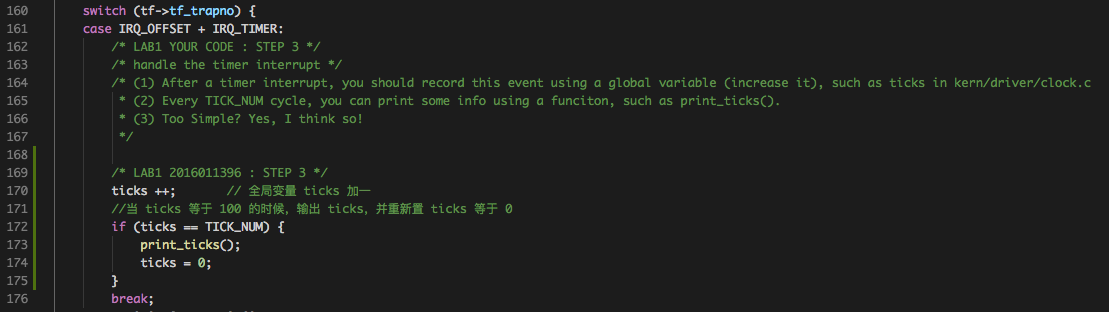 160 switch (tf->tf_trapno) {
161 case IRQ_OFFSET + IRQ_TIMER:
162 /* LAB1 YOUR CODE : STEP 3 */
163 /* handle the timer interrupt */
164 /* (1) After a timer interrupt, you should record this event using a global variable (increase it), such as ticks in kern/driver/clock.c
165 * (2) Every TICK_NUM cycle, you can print some info using a funciton, such as print_ticks().
166 * (3) Too Simple? Yes, I think so!
167 */
168
169 /* LAB1 2016011396 : STEP 3 */
170 ticks ++; // 全局变量 ticks 加一
171 //当 ticks 等于 100 的时候, 输出 ticks, 并重新置 ticks 等于 0
172 if (ticks == TICK_NUM) {
173 print_ticks();
174 ticks = 0;
175 }
176 break;